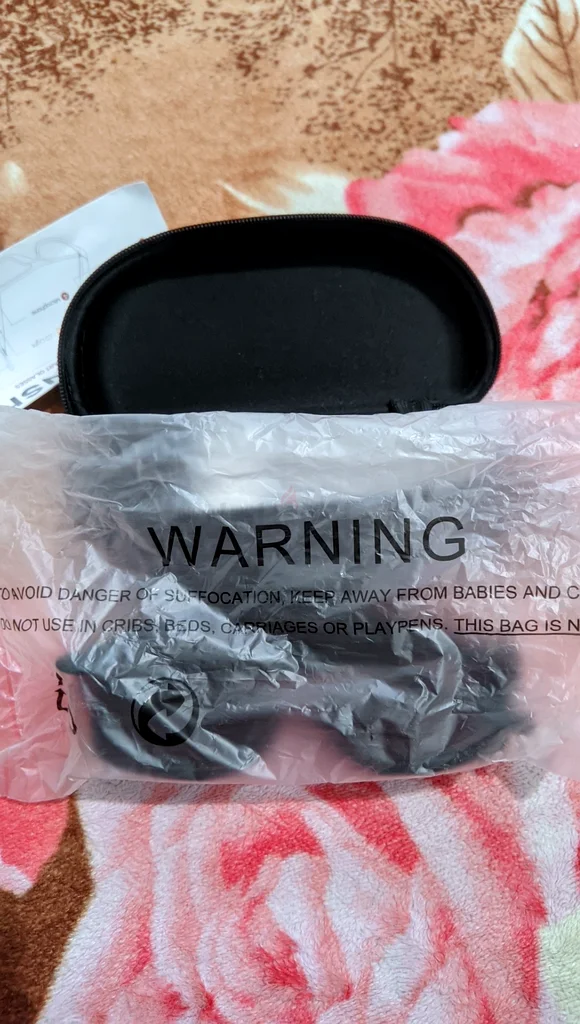 WARNING
TO AVOID DANGER OF SUFFOCATION, KEEP AWAY FROM BABIES AND C
DO NOT USE IN CRIBS, BEDS, CARRIAGES OR PLAYPENS. THIS BAG IS N